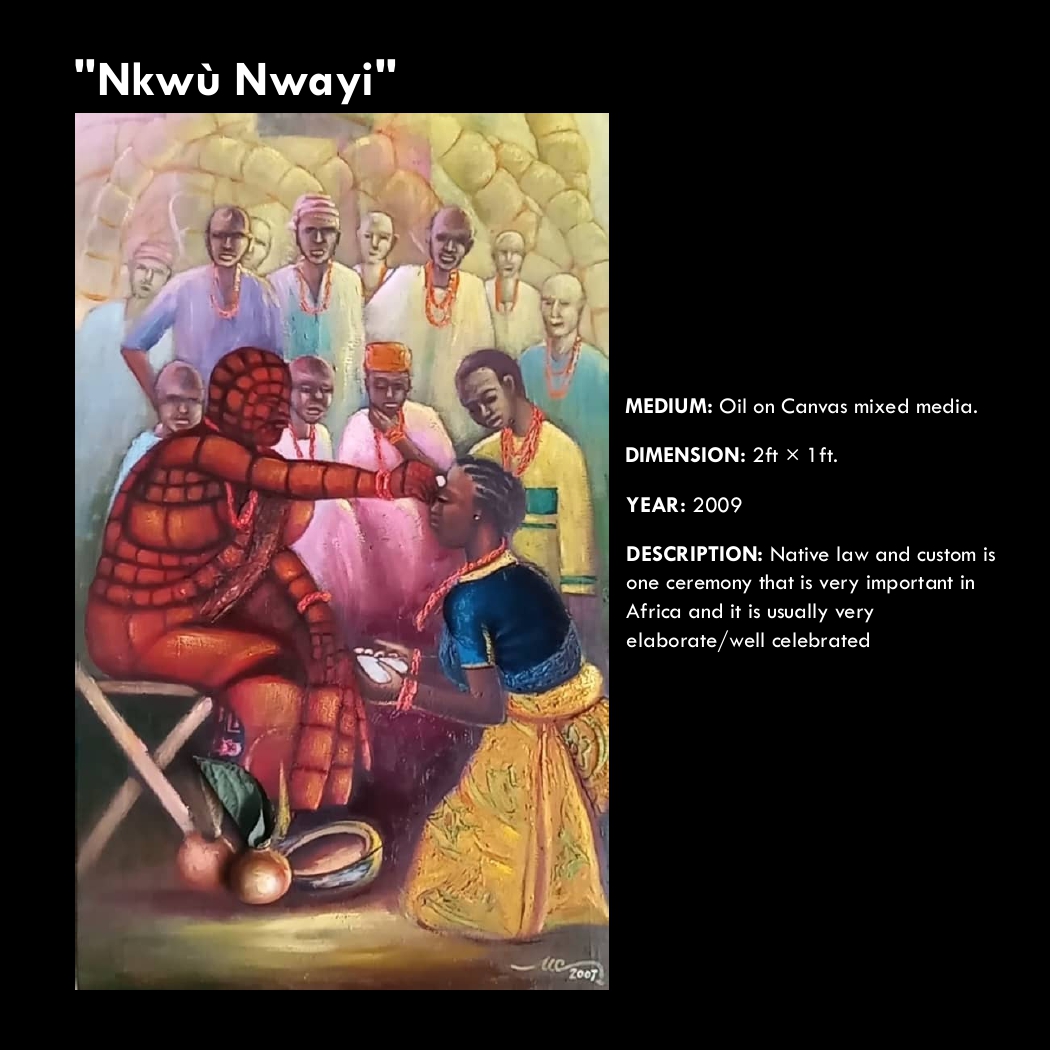 "Nkwù Nwayi"
MEDIUM: Oil on Canvas mixed media.
DIMENSION: 2ft × 1ft.
YEAR: 2009
DESCRIPTION: Native law and custom is
one ceremony that is very important in
Africa and it is usually very
elaborate/well celebrated